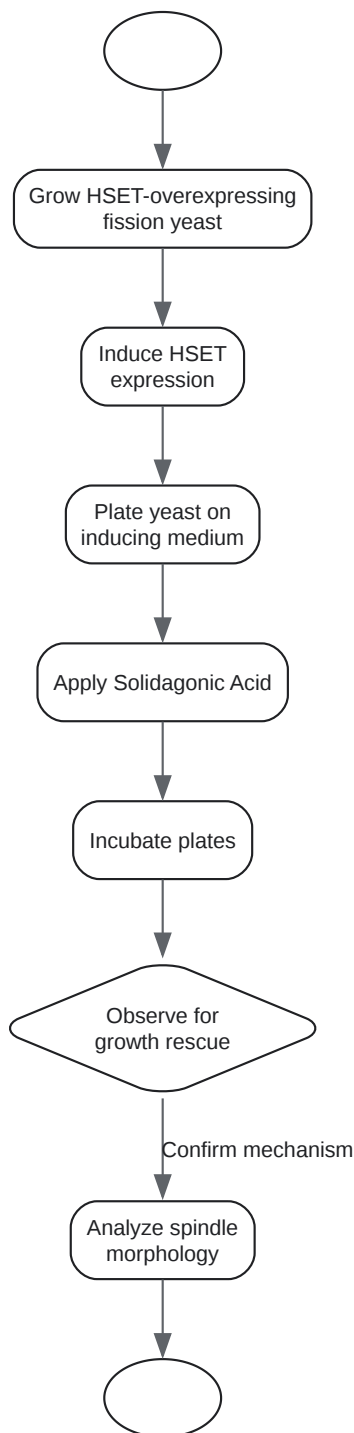 Grow HSET-overexpressing
fission yeast
Induce HSET
expression
Plate yeast on
inducing medium
Apply Solidagonic Acid
Incubate plates
Observe for
growth rescue
Confirm mechanism
Analyze spindle
morphology